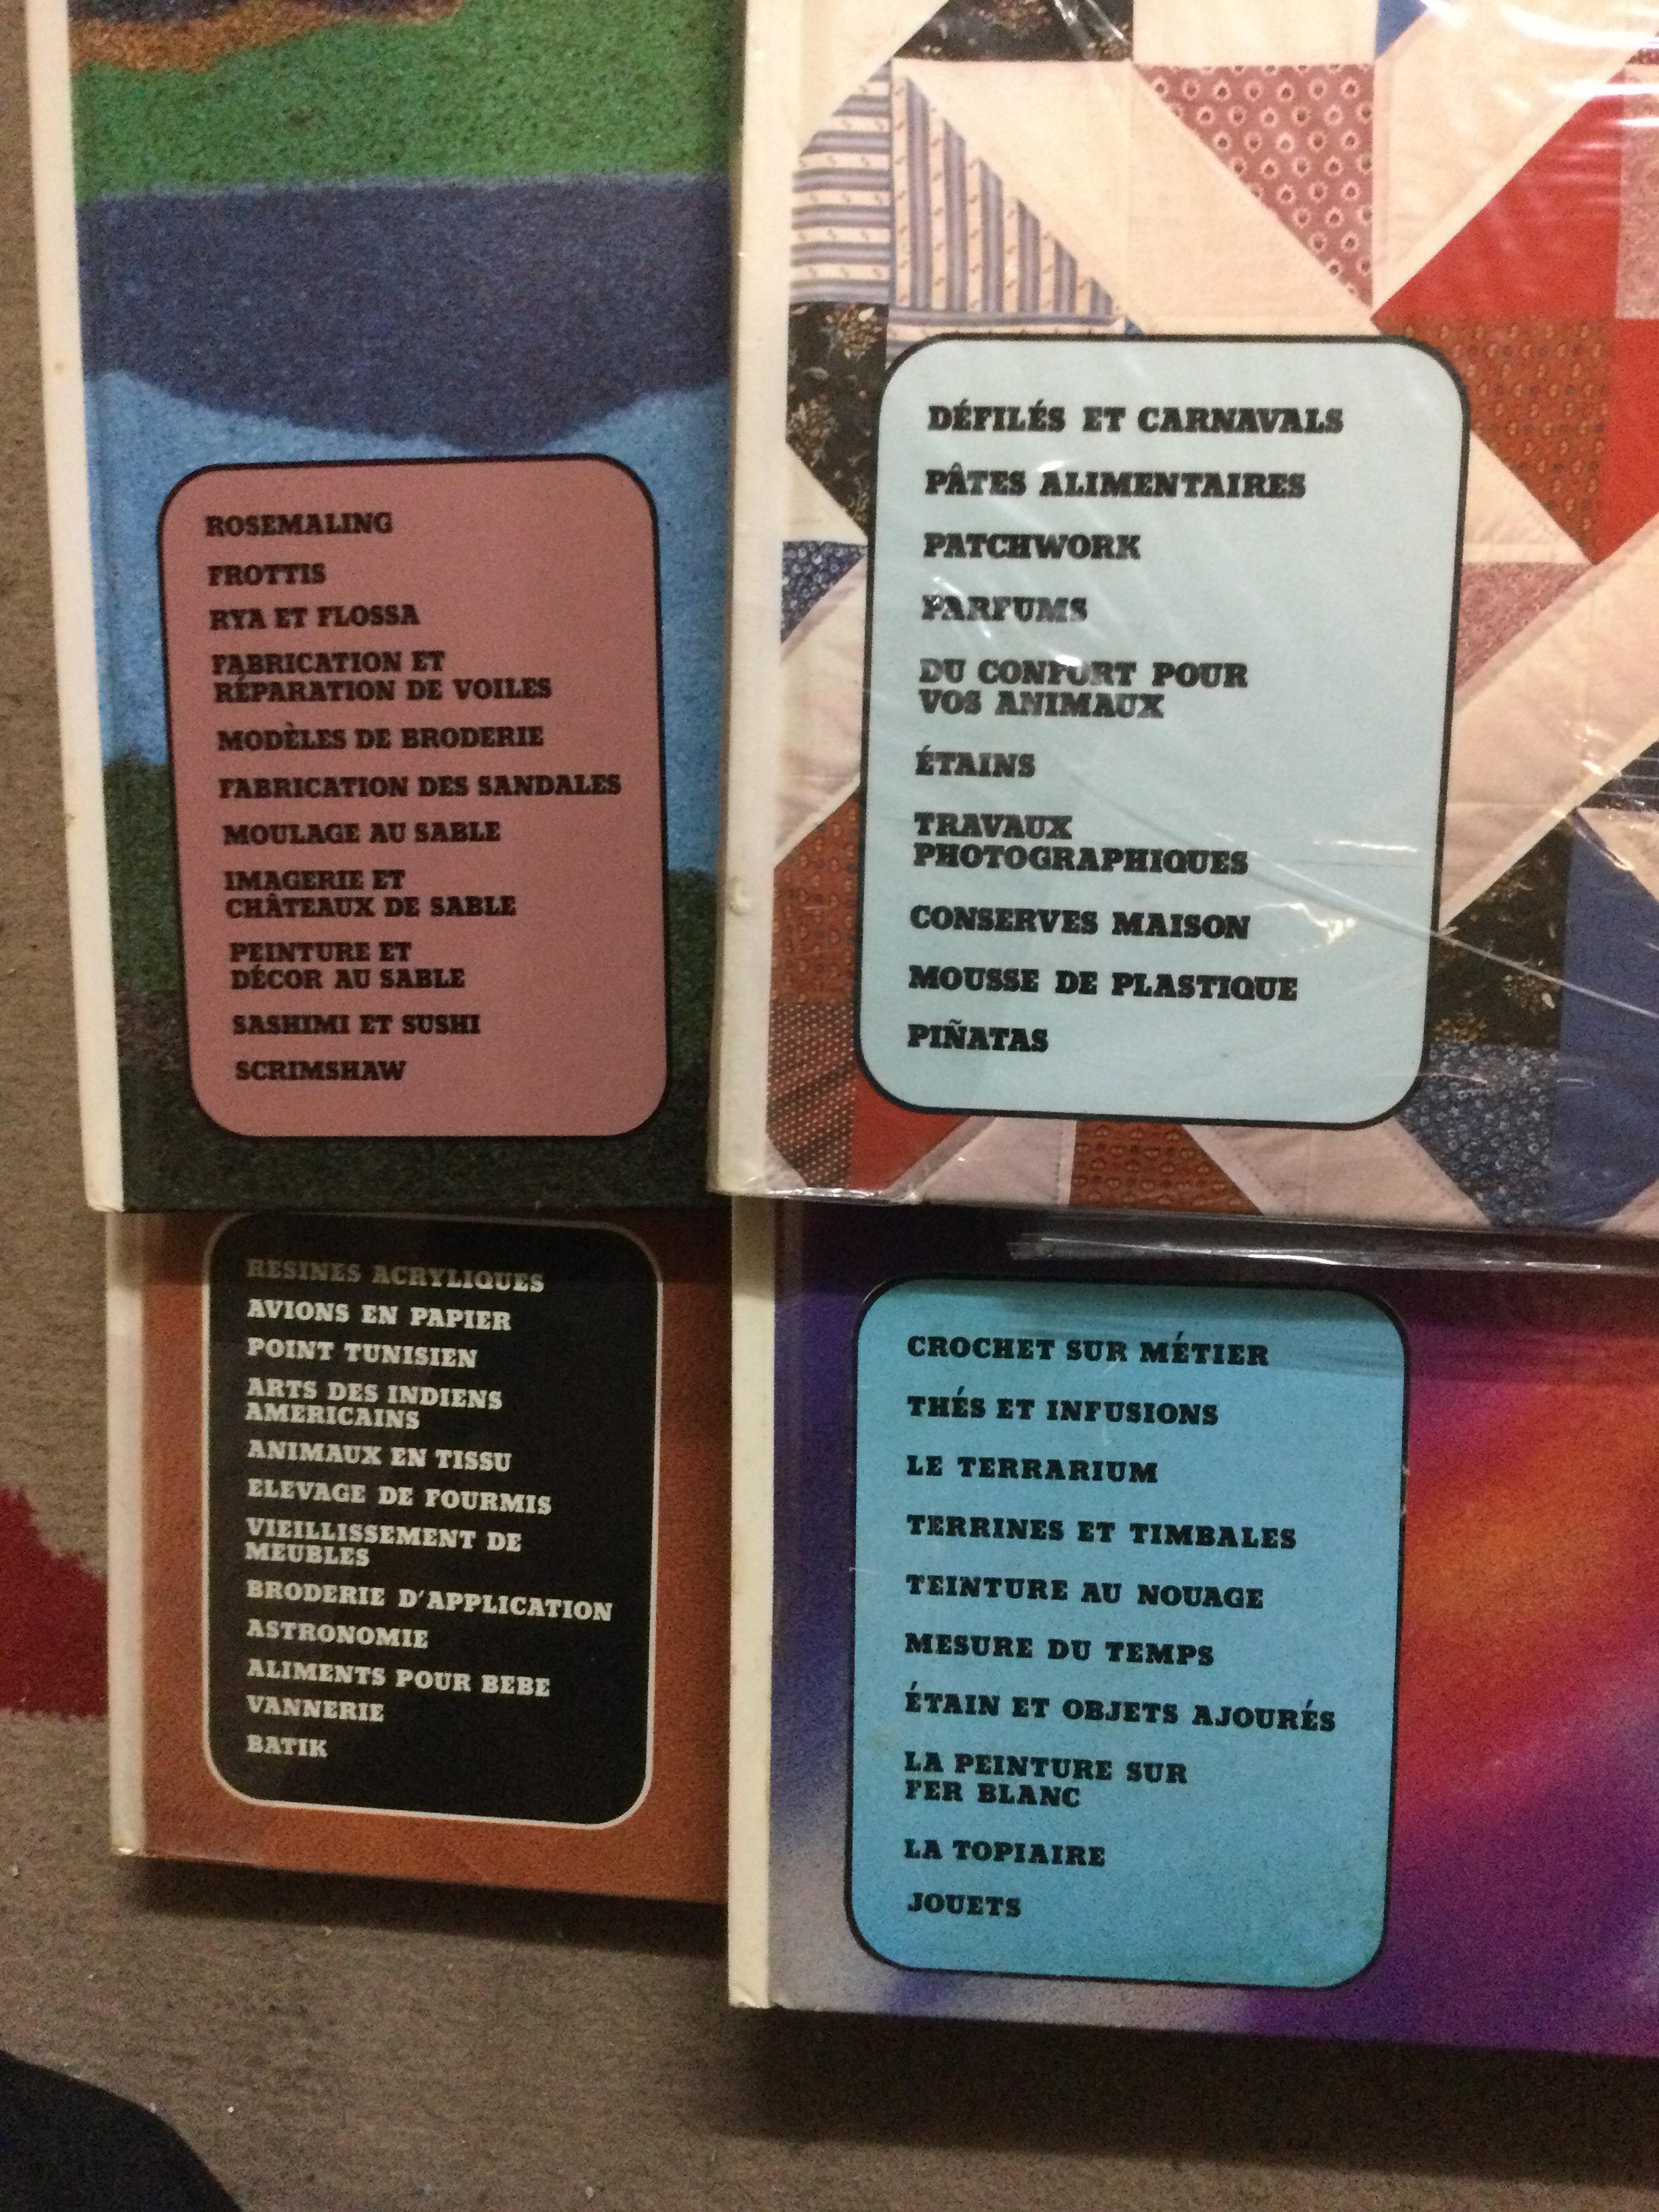 ROSEMALING
FROTTIS
RYA ET FLOSSA
FABRICATION ET
RÉPARATION DE VOILES
MODÈLES DE BRODERIE
FABRICATION DES SANDALES
MOULAGE AU SABLE
IMAGERIE ET
CHÂTEAUX DE SABLE
PEINTURE ET
DÉCOR AU SABLE
SASHIMI ET SUSHI
SCRIMSHAW
DÉFILÉS ET CARNAVALS
PÂTES ALIMENTAIRES
PATCHWORK
PARFUMS
DU CONFORT POUR
VOS ANIMAUX
ÉTAINS
TRAVAUX
PHOTOGRAPHIQUES
CONSERVES MAISON
MOUSSE DE PLASTIQUE
PIÑATAS
RESINES ACRYLIQUES
AVIONS EN PAPIER
POINT TUNISIEN
ARTS DES INDIENS
AMERICAINS
ANIMAUX EN TISSU
ELEVAGE DE FOURMIS
VIEILLISSEMENT DE
MEUBLES
BRODERIE D'APPLICATION
ASTRONOMIE
ALIMENTS POUR BEBE
VANNERIE
BATIK
CROCHET SUR MÉTIER
THÉS ET INFUSIONS
LE TERRARIUM
TERRINES ET TIMBALES
TEINTURE AU NOUAGE
MESURE DU TEMPS
ÉTAIN ET OBJETS AJOURÉS
LA PEINTURE SUR
FER BLANC
LA TOPIAIRE
JOUETS